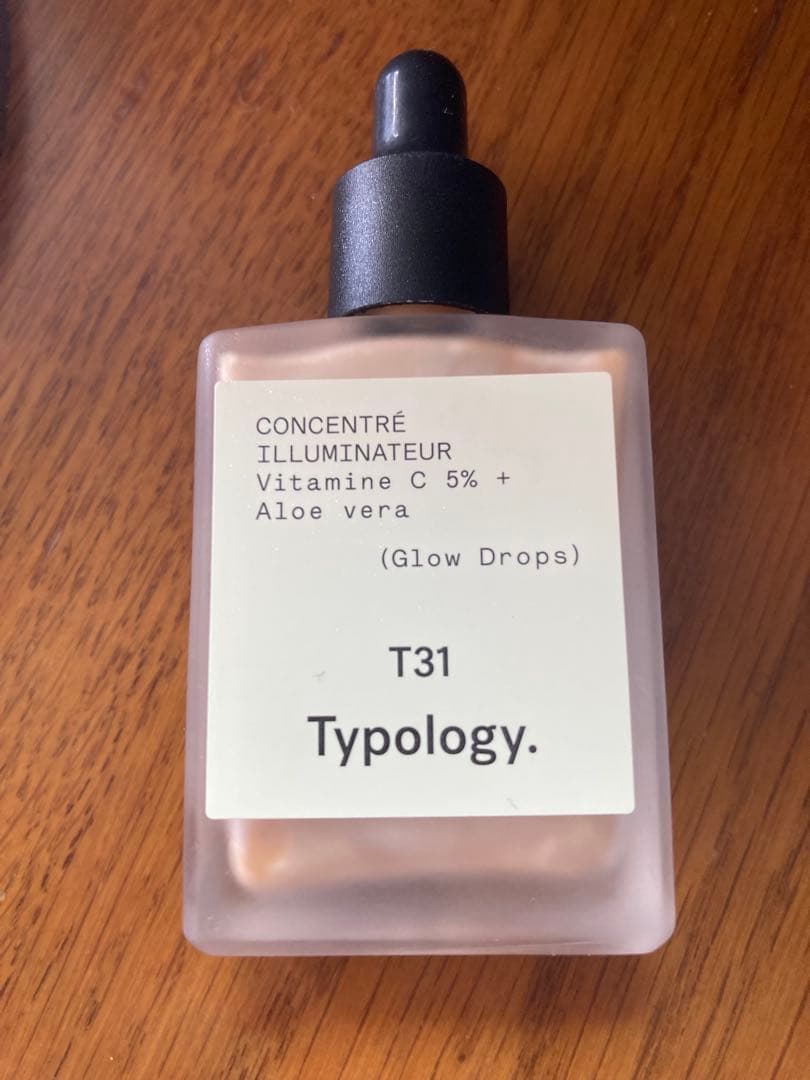 CONCENTRÉ
ILLUMINATEUR
Vitamine C 5% +
Aloe vera
(Glow Drops)
T31
Typology.